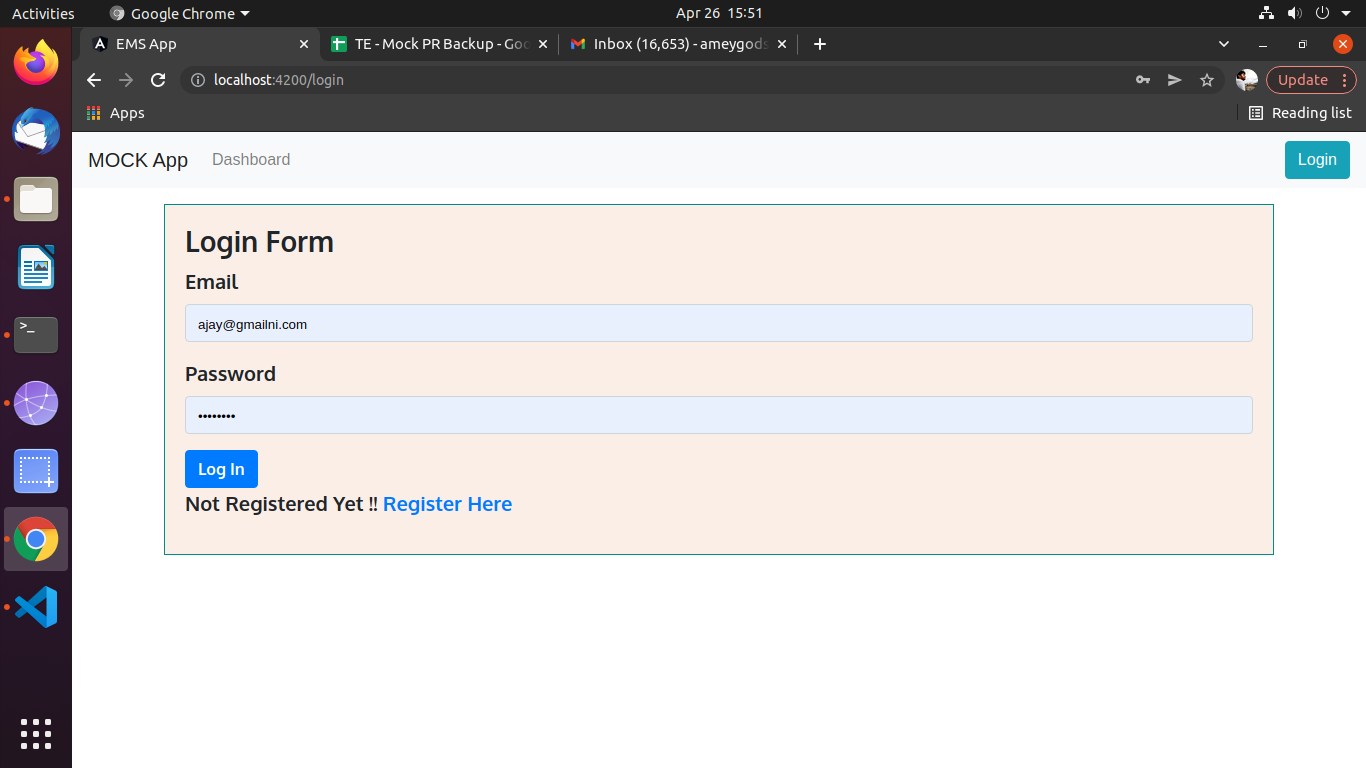 Activities Google Chrome Apr 26 15:51
EMS App TE - Mock PR Backup - Goo Inbox (16,653) - ameygods
localhost:4200/login Update
Apps Reading list
MOCK App Dashboard Login
Login Form
Email
ajay@gmailni.com
Password
••••••••
Log In
Not Registered Yet !! Register Here
>_